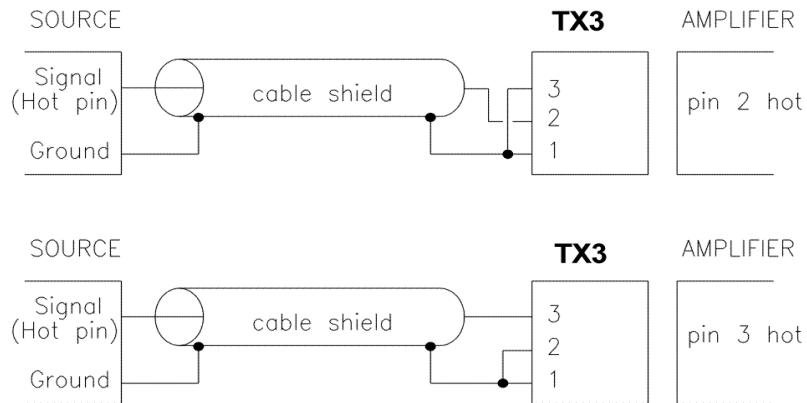 SOURCE TX3 AMPLIFIER
Signal
(Hot pin)
cable shield
Ground
3
2
1
pin 2 hot
SOURCE TX3 AMPLIFIER
Signal
(Hot pin)
cable shield
Ground
3
2
1
pin 3 hot